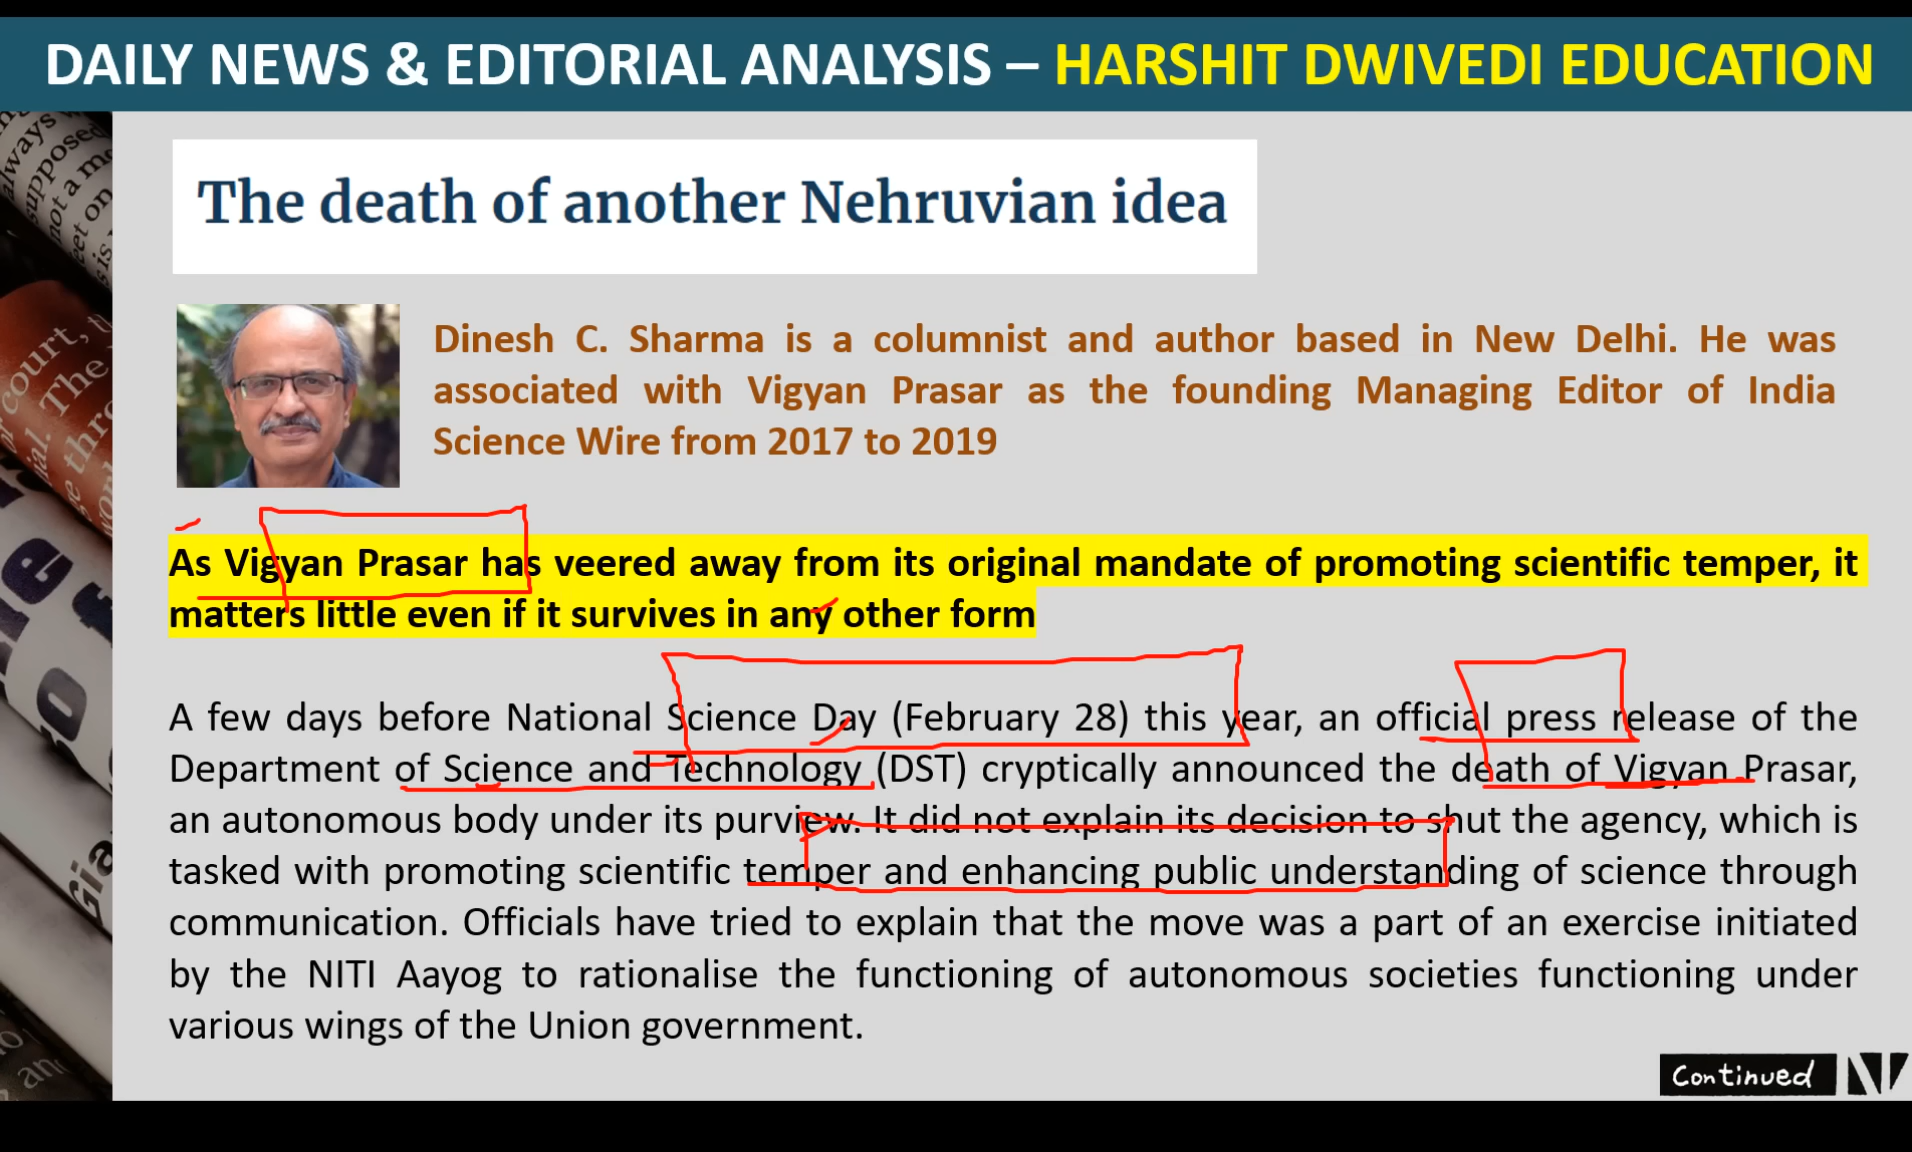 DAILY NEWS & EDITORIAL ANALYSIS – HARSHIT DWIVEDI EDUCATION
The death of another Nehruvian idea
Dinesh C. Sharma is a columnist and author based in New Delhi. He was
associated with Vigyan Prasar as the founding Managing Editor of India
Science Wire from 2017 to 2019
As Vigyan Prasar has veered away from its original mandate of promoting scientific temper, it
matters little even if it survives in any other form
A few days before National Science Day (February 28) this year, an official press release of the
Department of Science and Technology (DST) cryptically announced the death of Vigyan Prasar,
an autonomous body under its purview. It did not explain its decision to shut the agency, which is
tasked with promoting scientific temper and enhancing public understanding of science through
communication. Officials have tried to explain that the move was a part of an exercise initiated
by the NITI Aayog to rationalise the functioning of autonomous societies functioning under
various wings of the Union government.
Continued